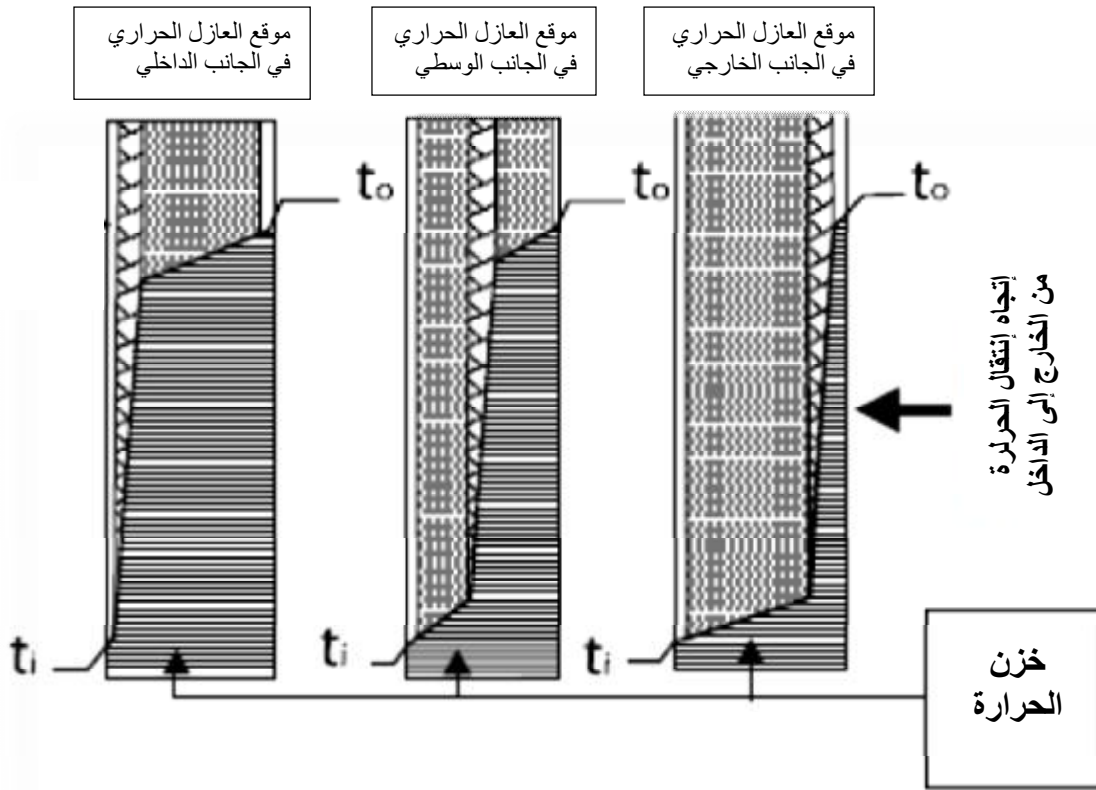 موقع العازل الحراري
في الجانب الخارجي
موقع العازل الحراري
في الجانب الوسطي
موقع العازل الحراري
في الجانب الداخلي
to
to
to
إتجاه إنتقال الحرلرة
من الخارج إلى الداخل
ti
ti
ti
خزن
الحرارة